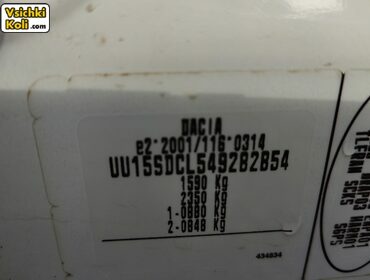 Vsichki
Koli.com
DACIA
e2*2001/116*0314
UU15SDCL549282854
1590 Kg
2350 Kg
1-0880 Kg
2-0848 Kg
434834